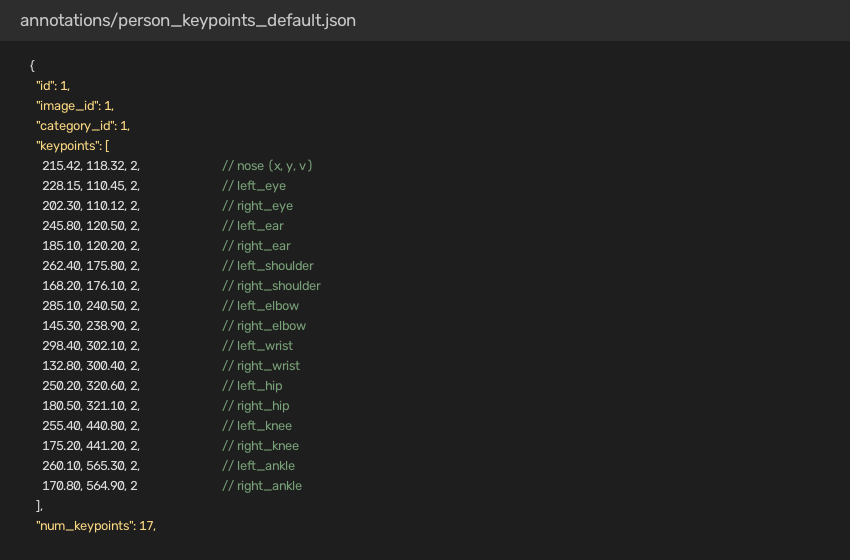 annotations/person_keypoints_default.json
{
"id": 1,
"image_id": 1,
"category_id": 1,
"keypoints": [
215.42, 118.32, 2, // nose (x, y, v)
228.15, 110.45, 2, // left_eye
202.30, 110.12, 2, // right_eye
245.80, 120.50, 2, // left_ear
185.10, 120.20, 2, // right_ear
262.40, 175.80, 2, // left_shoulder
168.20, 176.10, 2, // right_shoulder
285.10, 240.50, 2, // left_elbow
145.30, 238.90, 2, // right_elbow
298.40, 302.10, 2, // left_wrist
132.80, 300.40, 2, // right_wrist
250.20, 320.60, 2, // left_hip
180.50, 321.10, 2, // right_hip
255.40, 440.80, 2, // left_knee
175.20, 441.20, 2, // right_knee
260.10, 565.30, 2, // left_ankle
170.80, 564.90, 2 // right_ankle
],
"num_keypoints": 17,